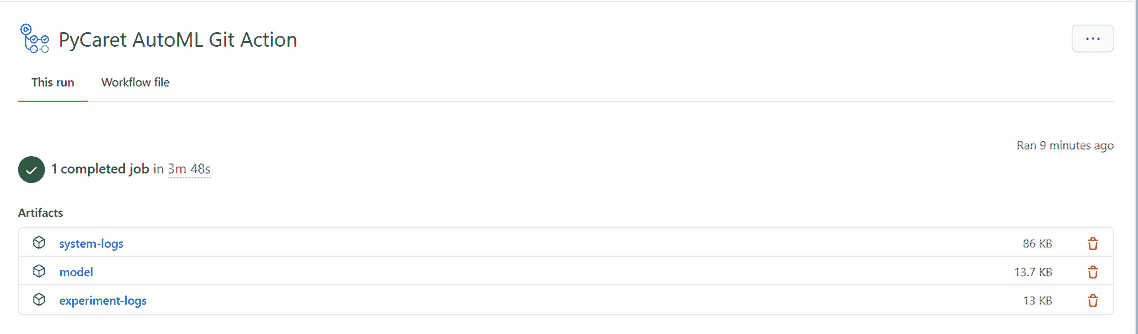 PyCaret AutoML Git Action
...
This run Workflow file
Ran 9 minutes ago
1 completed job in 3m 48s
Artifacts
system-logs 86 KB
model 13.7 KB
experiment-logs 13 KB